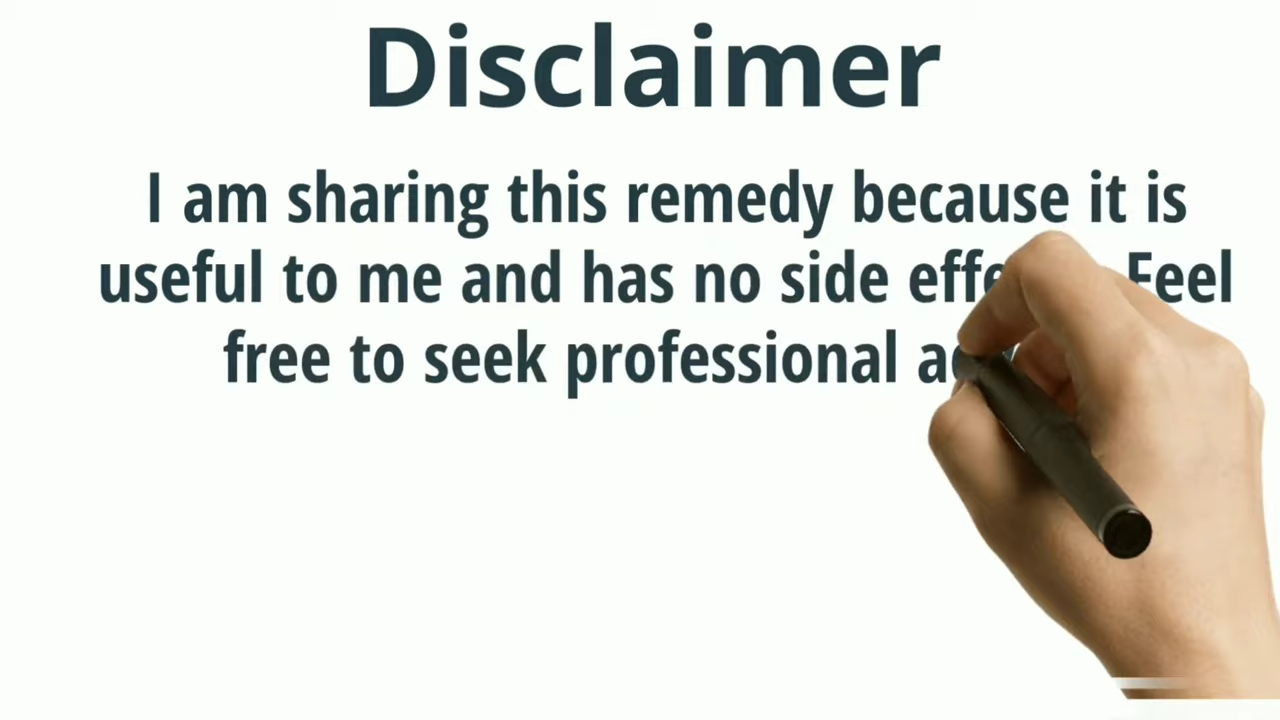 Disclaimer
I am sharing this remedy because it is
useful to me and has no side Feel
free to seek professional